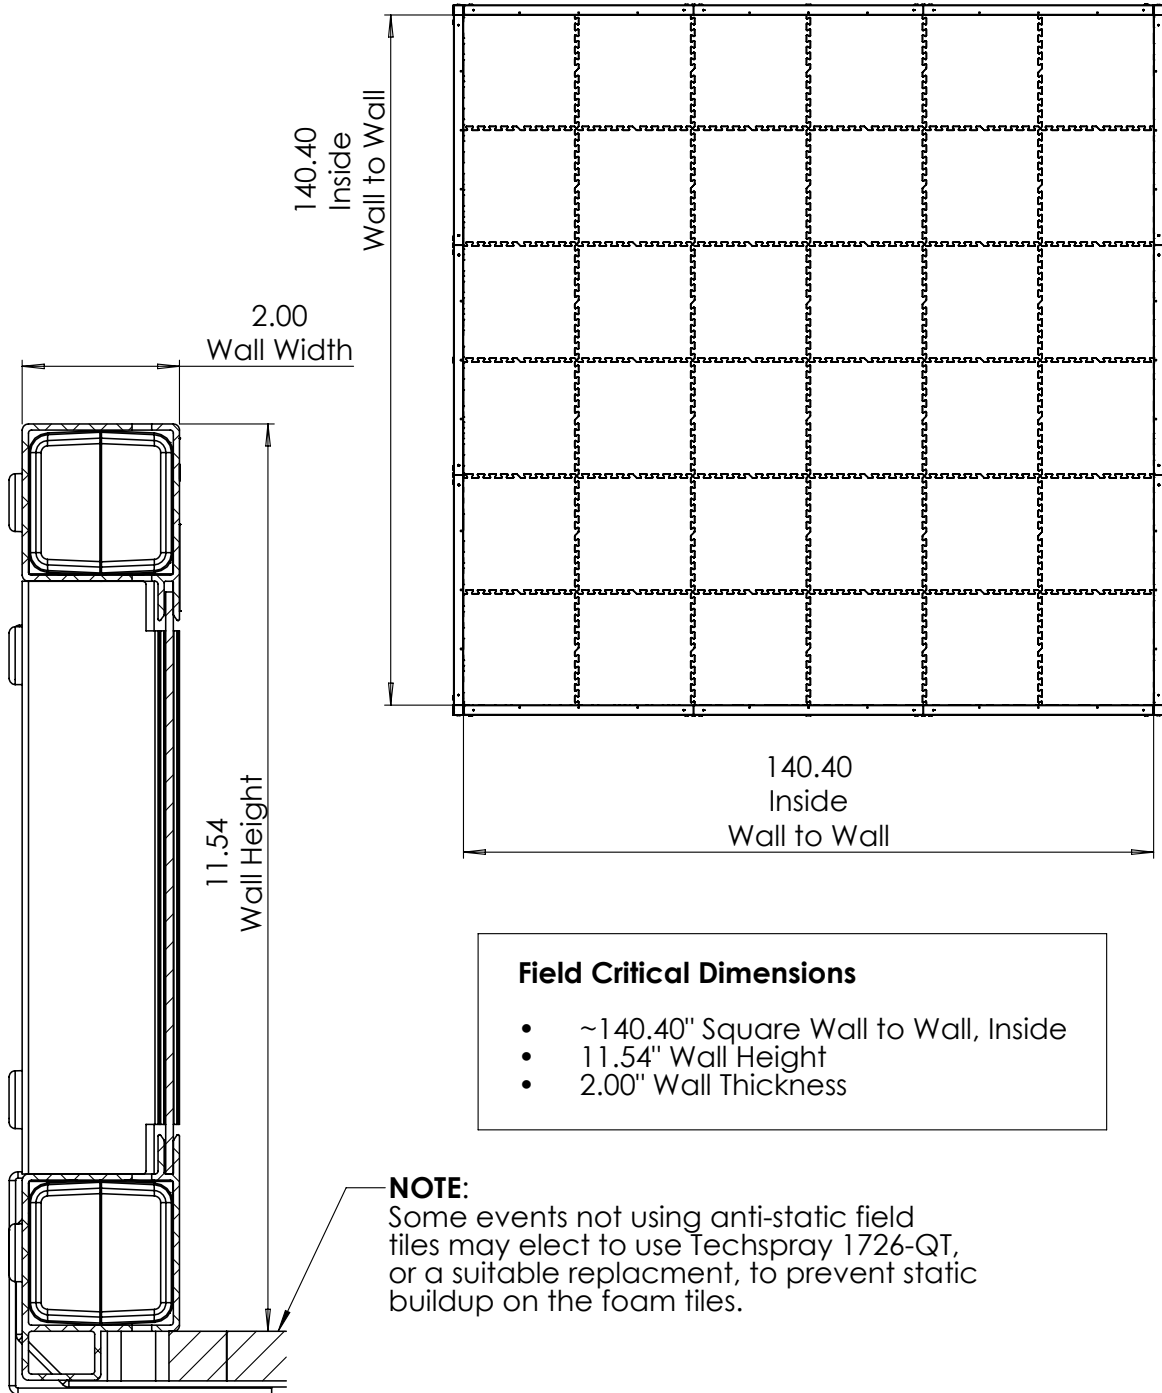 140.40
Inside
Wall to Wall
2.00
Wall Width
11.54
Wall Height
140.40
Inside
Wall to Wall
Field Critical Dimensions
• ~140.40" Square Wall to Wall, Inside
• 11.54" Wall Height
• 2.00" Wall Thickness
NOTE:
Some events not using anti-static field
tiles may elect to use Techspray 1726-QT,
or a suitable replacment, to prevent static
buildup on the foam tiles.